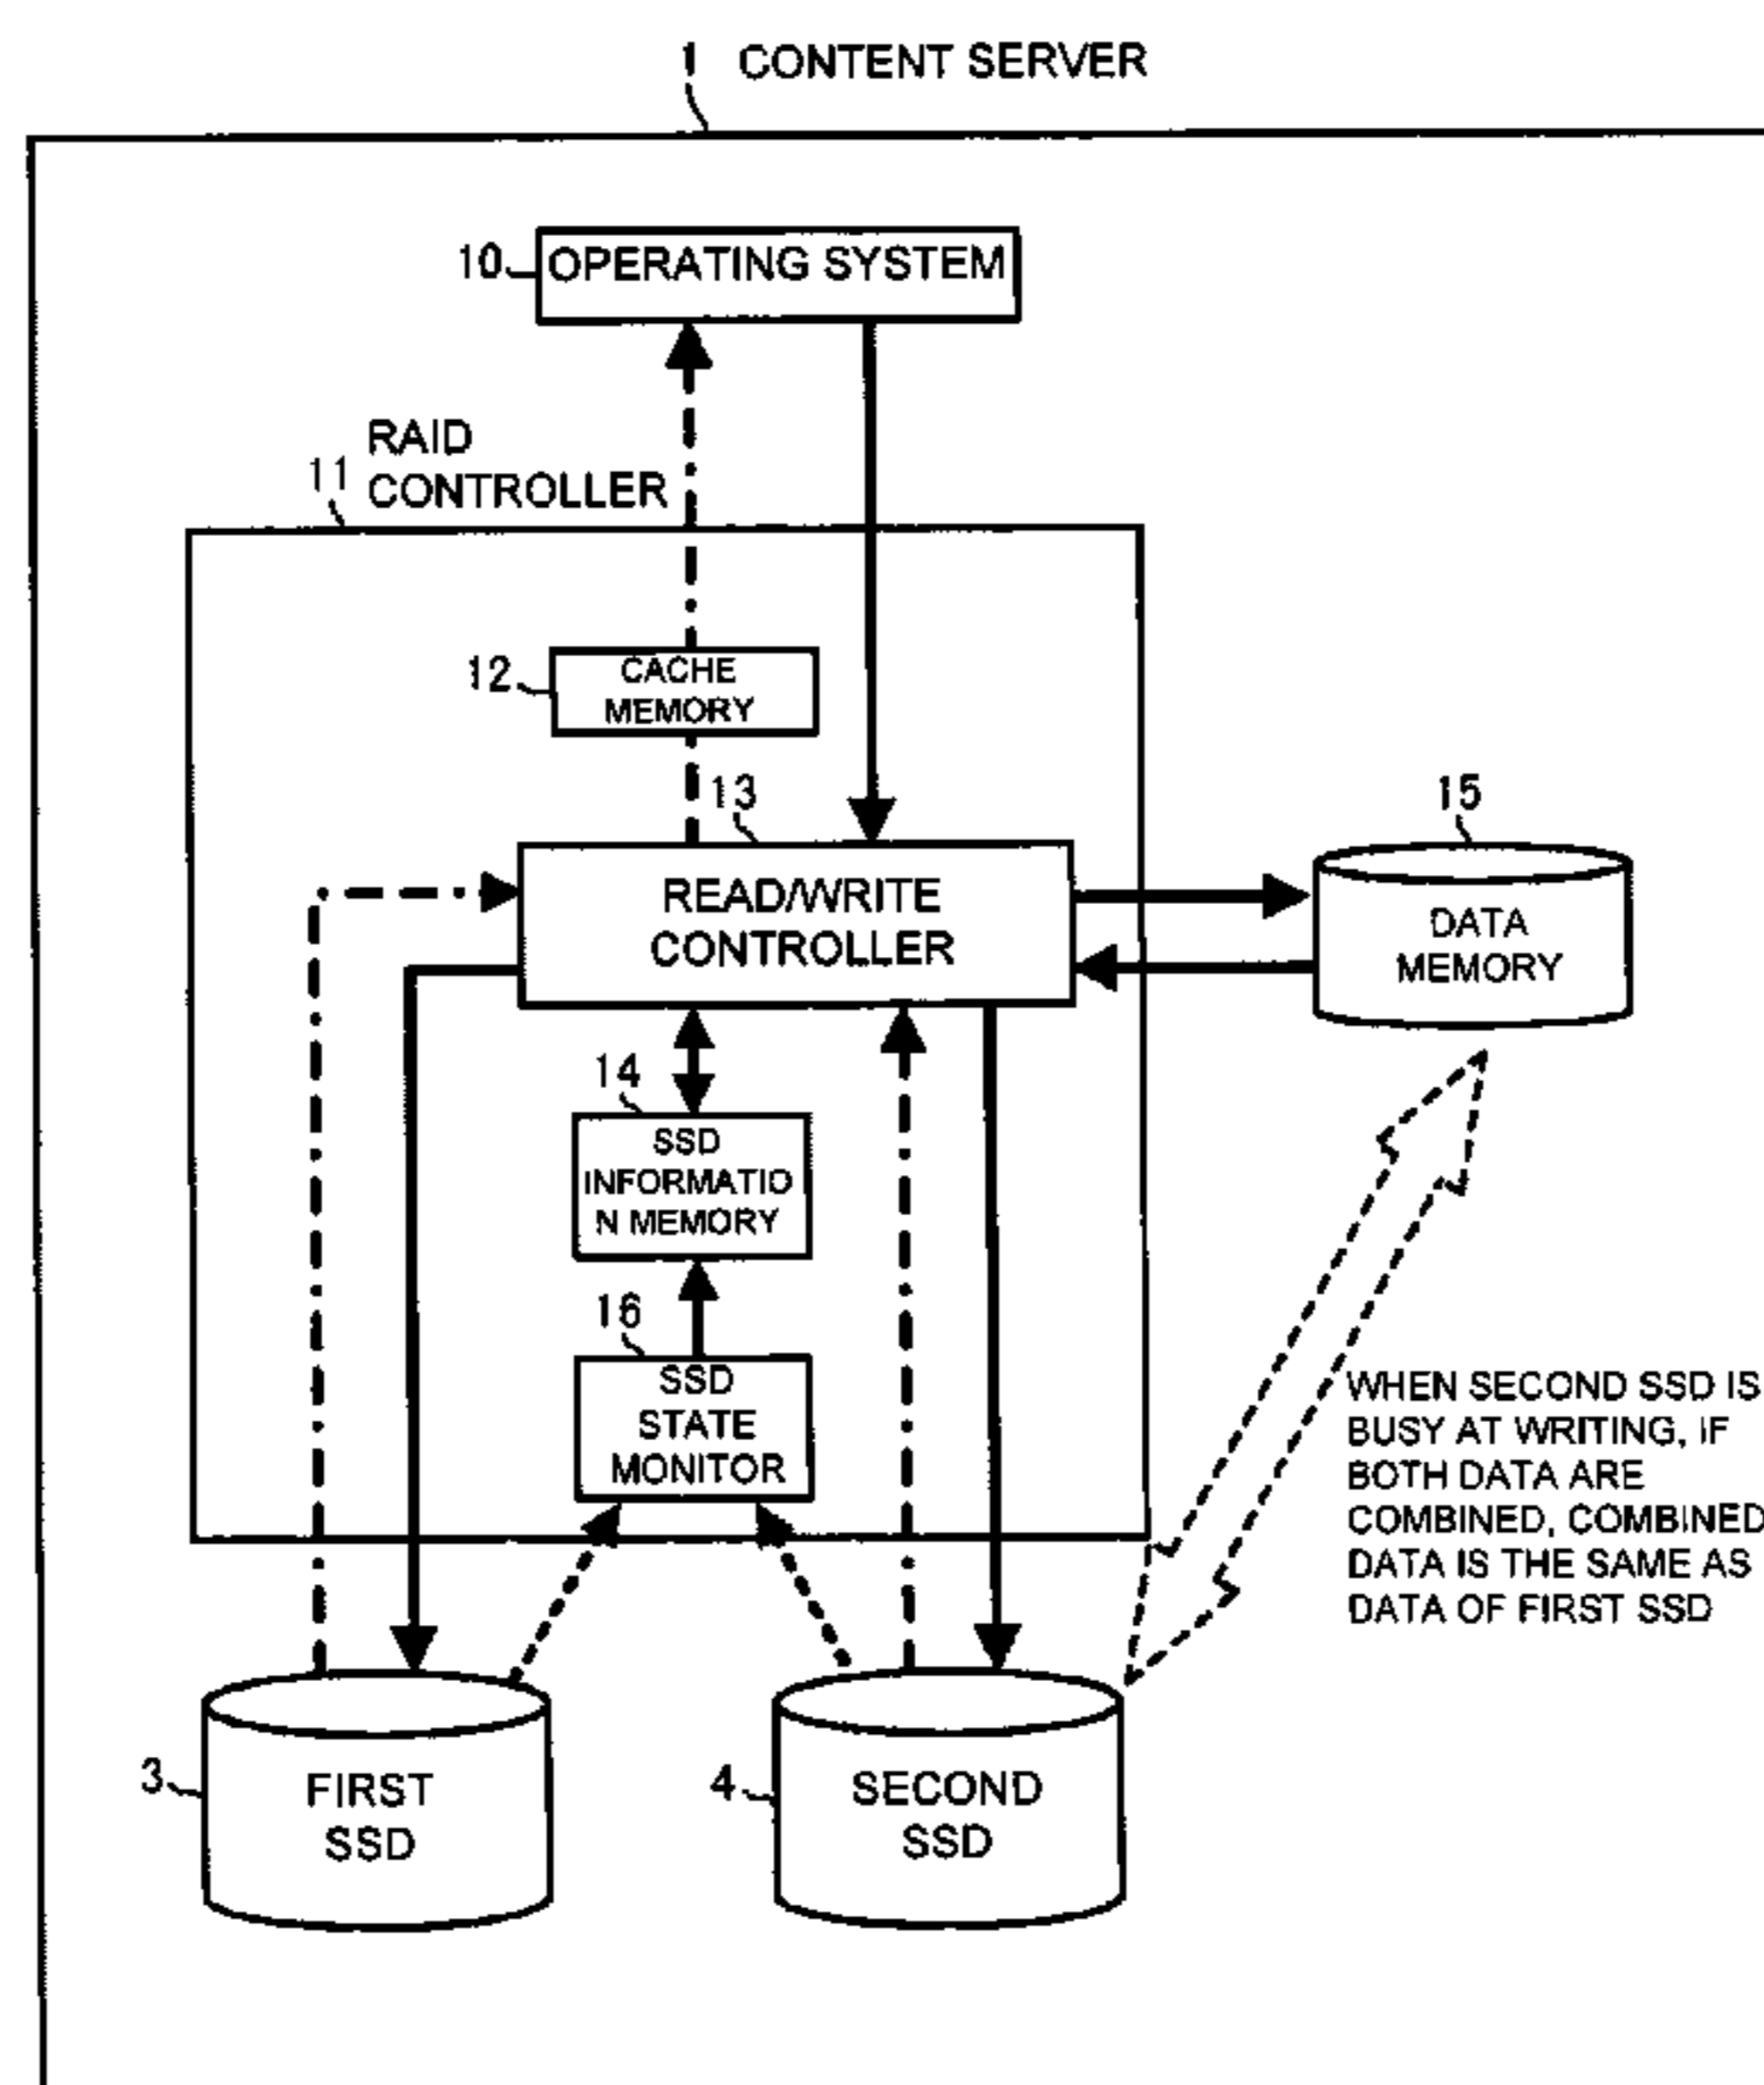 1 CONTENT SERVER
10 OPERATING SYSTEM
RAID
11 CONTROLLER
12 CACHE
MEMORY
13
READ/WRITE
CONTROLLER
15
DATA
MEMORY
14
SSD
INFORMATIO
N MEMORY
16
SSD
STATE
MONITOR
WHEN SECOND SSD IS
BUSY AT WRITING, IF
BOTH DATA ARE
COMBINED, COMBINED
DATA IS THE SAME AS
DATA OF FIRST SSD
3 FIRST
SSD
4 SECOND
SSD